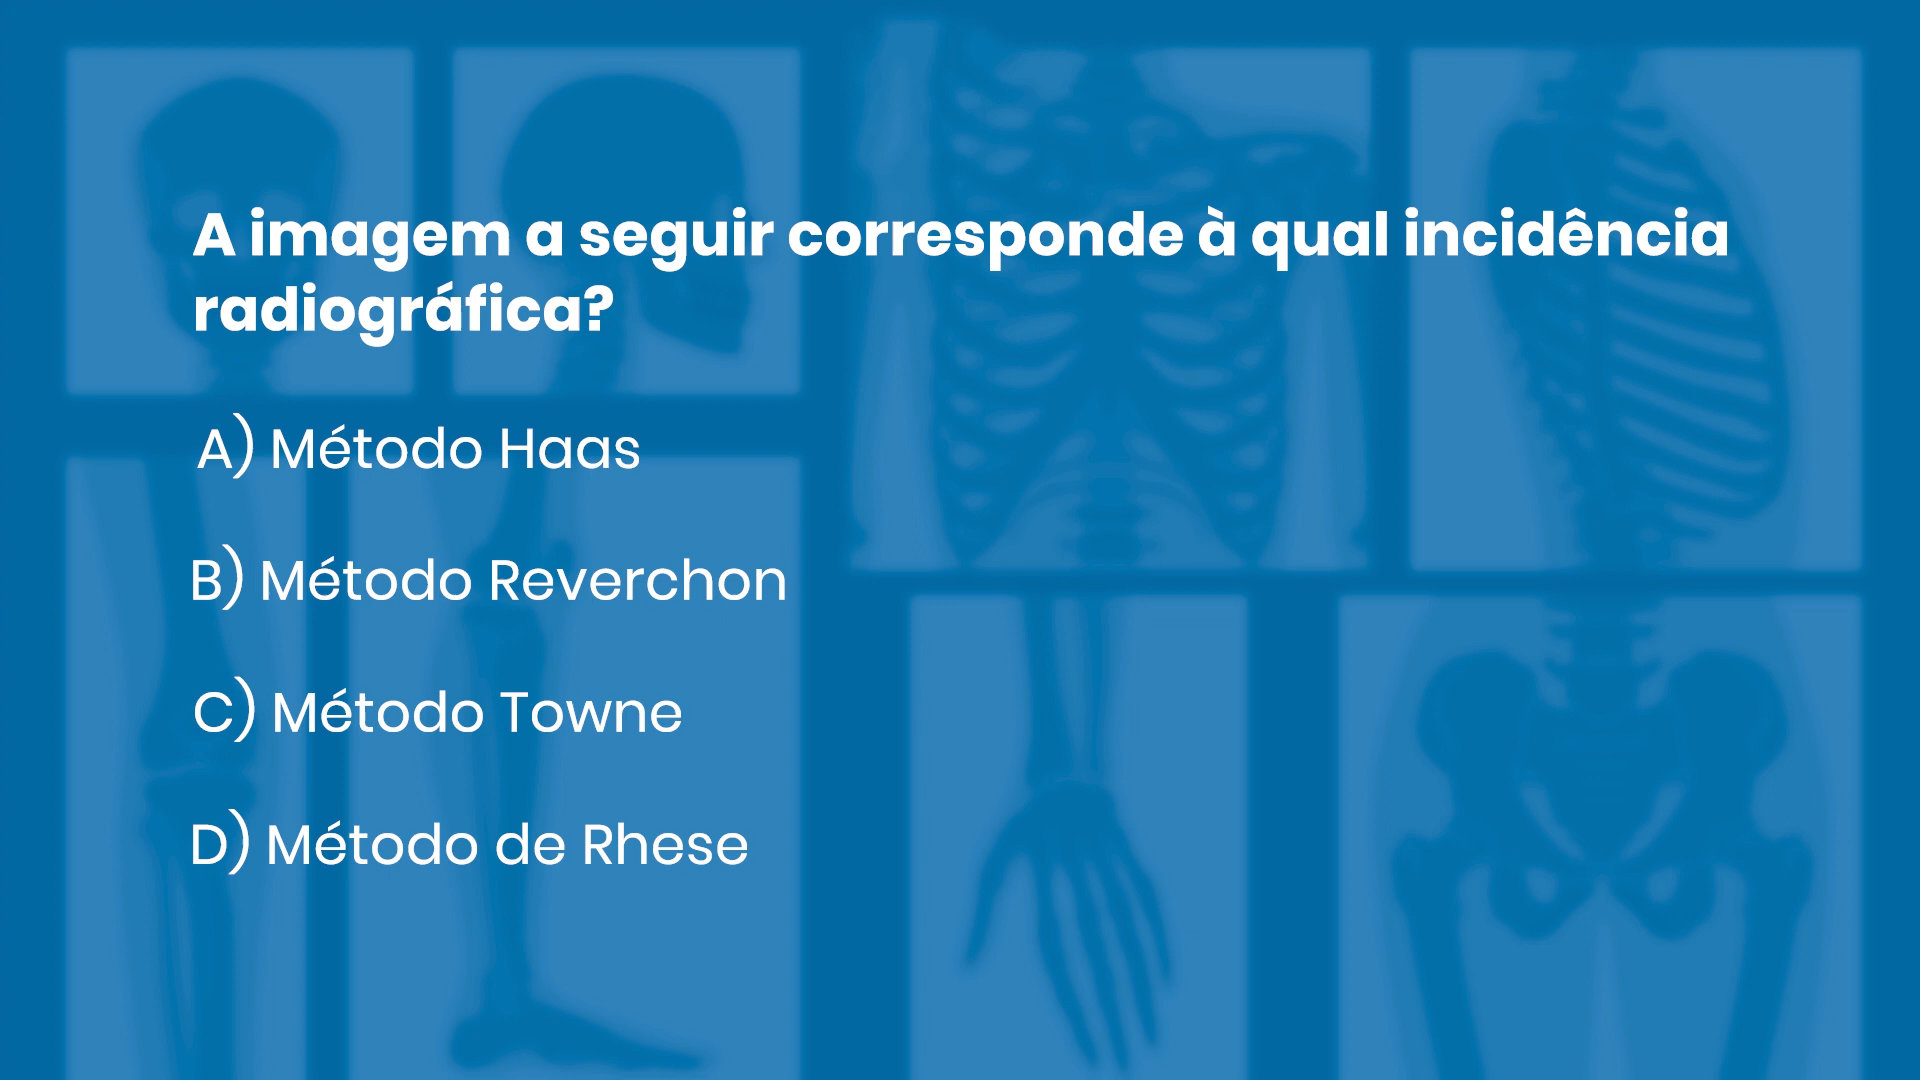 A imagem a seguir corresponde à qual incidência
radiográfica?
A) Método Haas
B) Método Reverchon
C) Método Towne
D) Método de Rhese